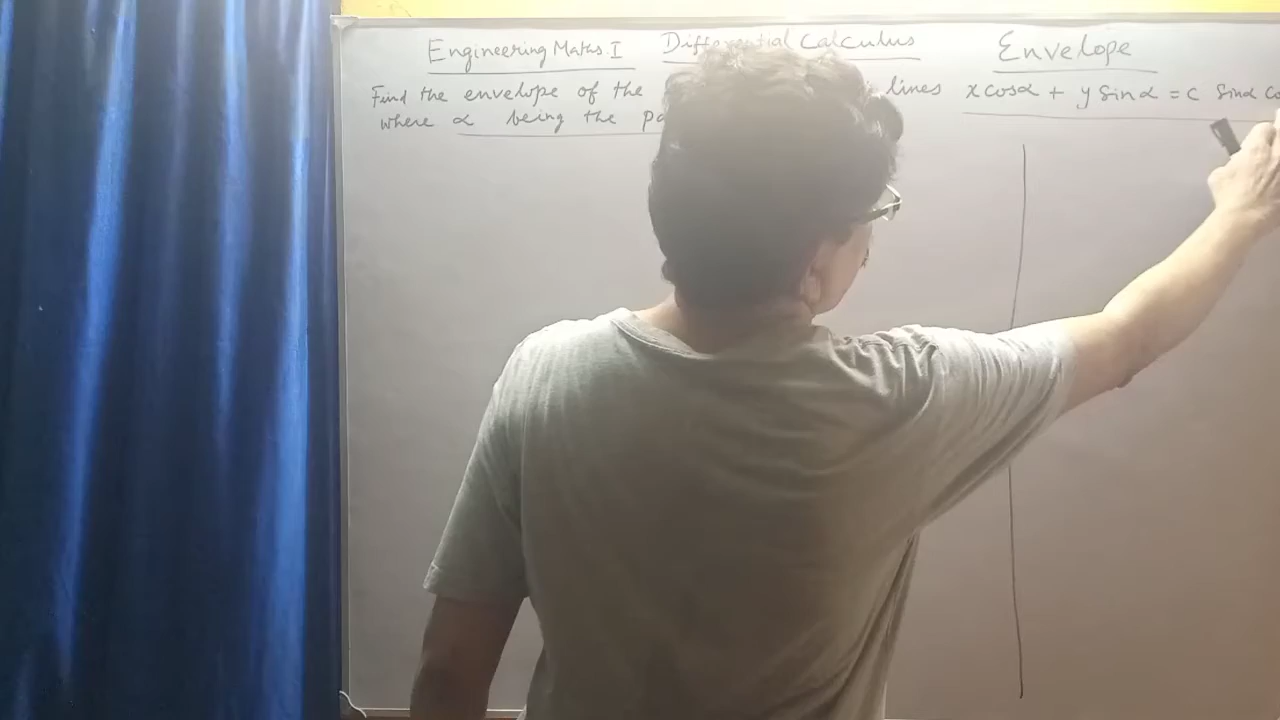 Engineering Maths.I Differential Calculus Envelope
Find the envelope of the lines x cosα + y sinα = c sinα
where α being the